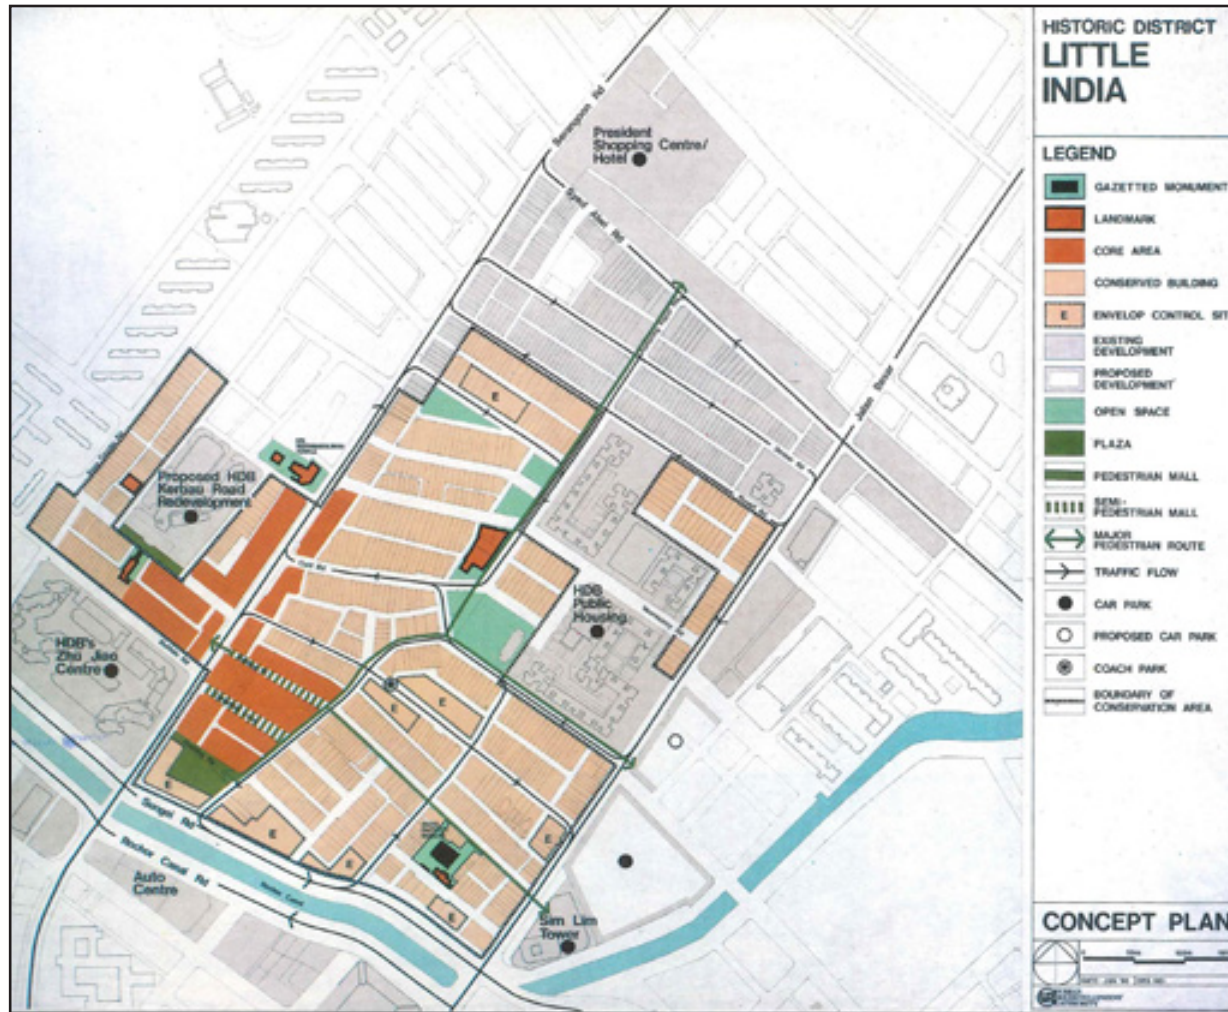 HISTORIC DISTRICT
LITTLE
INDIA
LEGEND
GAZETTED MONUMENT
LANDMARK
CORE AREA
CONSERVED BUILDING
E
ENVELOP CONTROL SIT
EXISTING
DEVELOPMENT
PROPOSED
DEVELOPMENT
OPEN SPACE
PLAZA
PEDESTRIAN MALL
SEMI-
PEDESTRIAN MALL
MAJOR
PEDESTRIAN ROUTE
TRAFFIC FLOW
CAR PARK
PROPOSED CAR PARK
COACH PARK
BOUNDARY OF
CONSERVATION AREA
CONCEPT PLAN
Serangoon Rd
President
Shopping Centre/
Hotel
Syed Alwi Rd
Jalan Besar
E
Proposed HDB
Kerbau Road
Redevelopment
HDB
Public
Housing
HDB's
Zhu Jiao
Centre
E
E
E
E
E
E
E
Sungei Rd
Rochor Canal Rd
Auto
Centre
Sim Lim
Tower